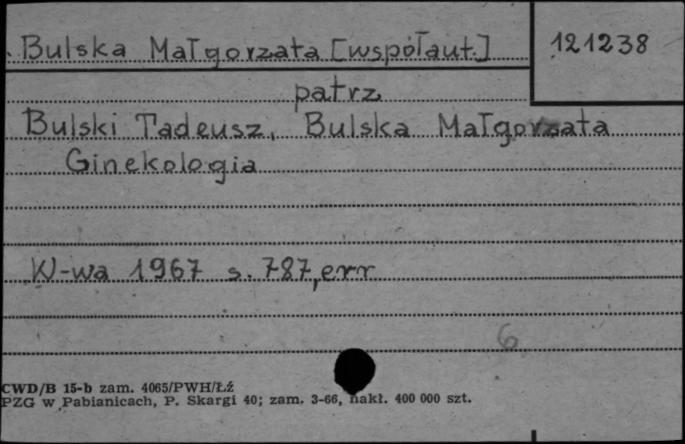 Bulska Małgorzata [współaut.]
121238
patrz
Bulski Tadeusz, Bulska Małgorzata
Ginekologia
W-wa 1967 s. 787, err
6
CWD/B 15-b zam. 4065/PWH/Łź
PZG w Pabianicach, P. Skargi 40; zam. 3-66, nakł. 400 000 szt.